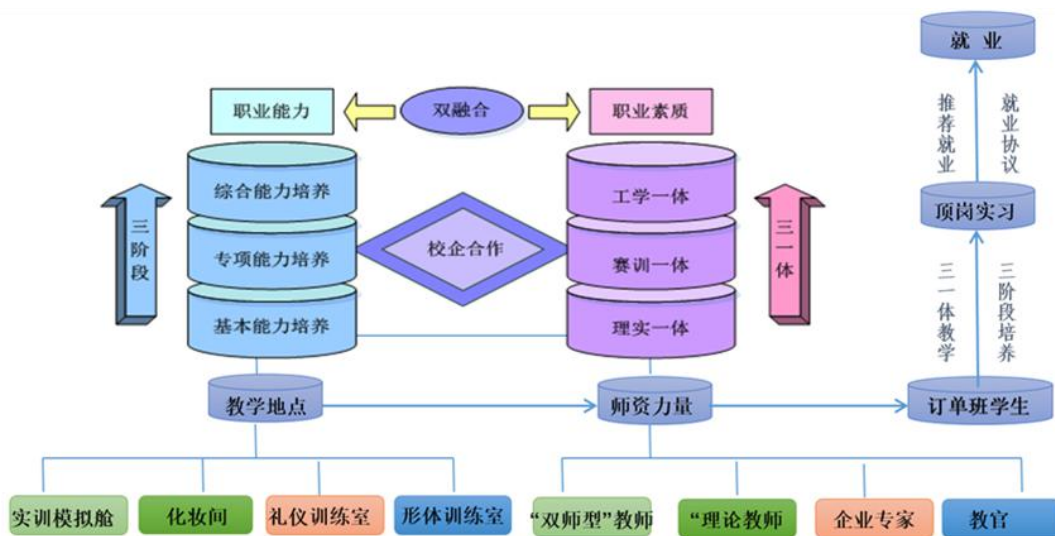 就 业
职业能力
双融合
职业素质
推荐就业
就业协议
综合能力培养
工学一体
三阶段
专项能力培养
校企合作
赛训一体
三一体
顶岗实习
基本能力培养
理实一体
三一体教学
三阶段培养
教学地点
师资力量
订单班学生
实训模拟舱
化妆间
礼仪训练室
形体训练室
“双师型”教师
“理论教师
企业专家
教官